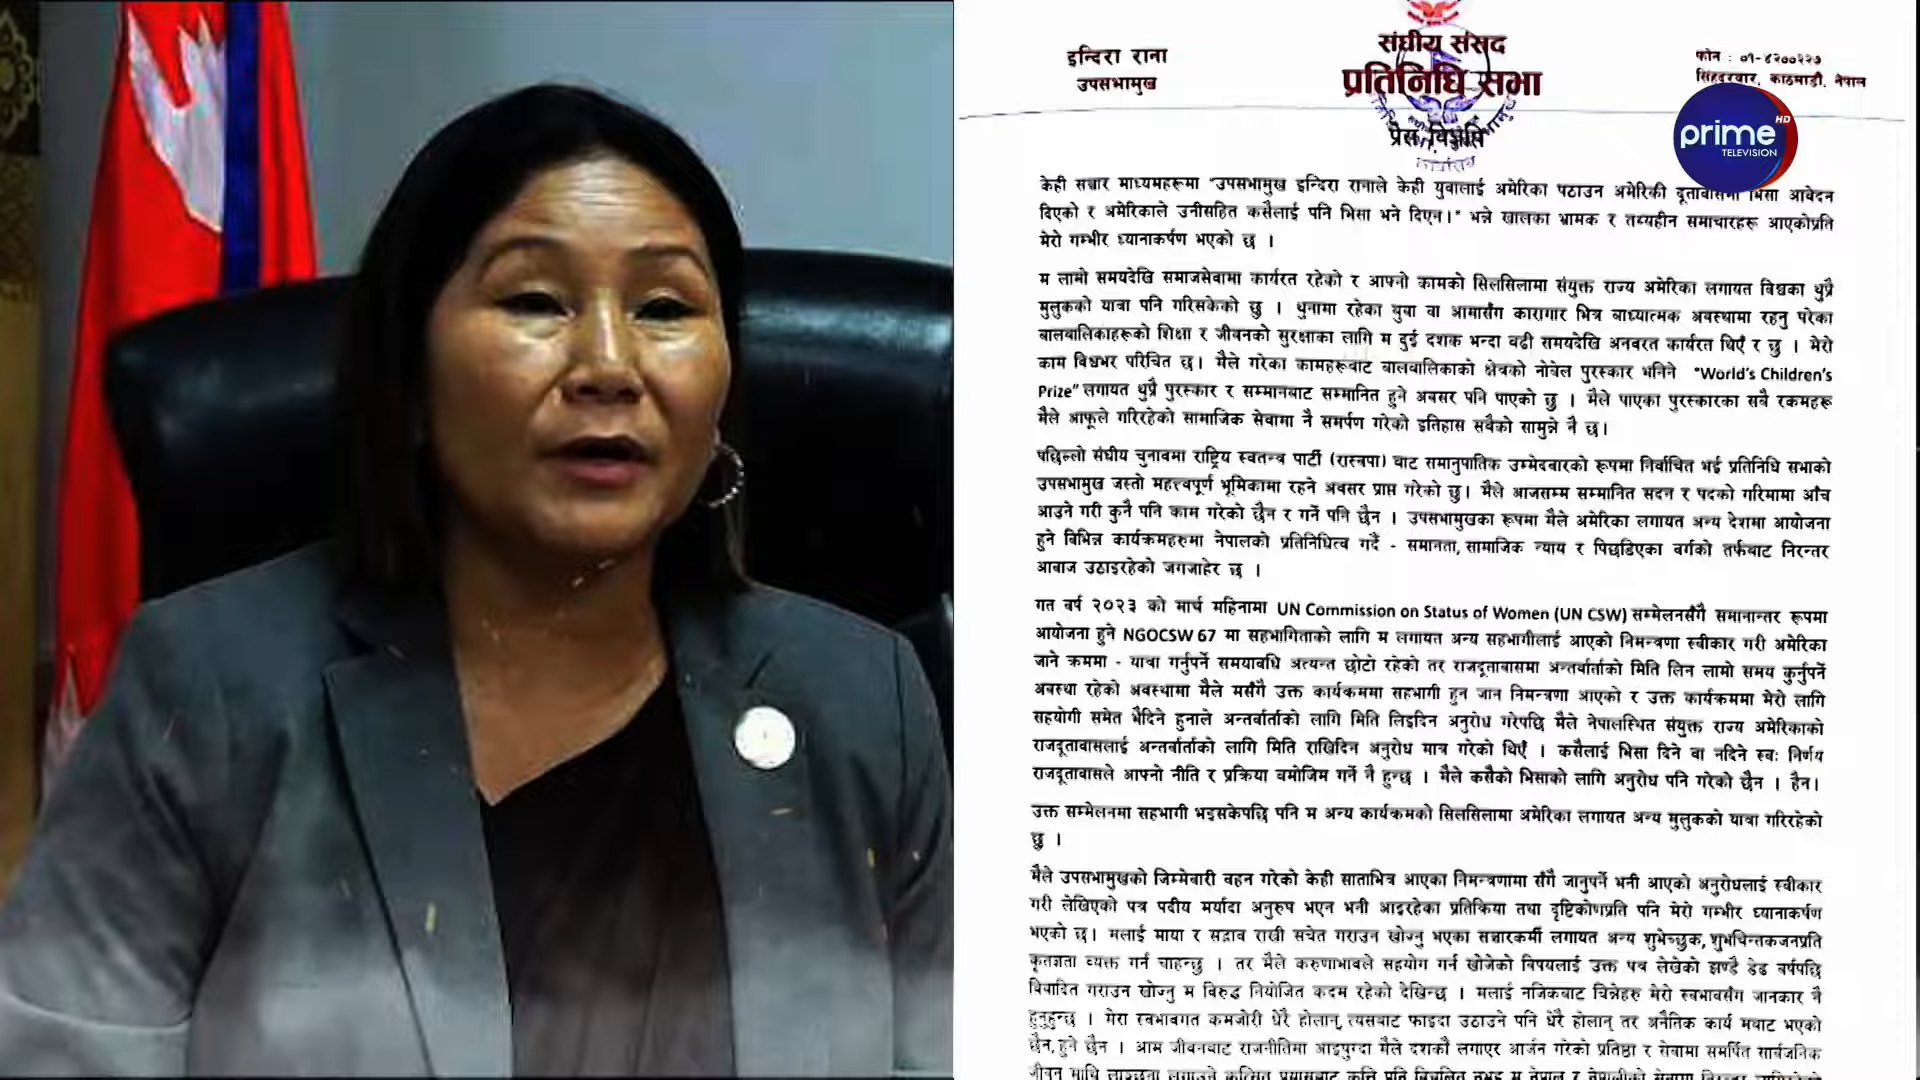 इन्दिरा राना
उपसभामुख
संघीय संसद
प्रतिनिधि सभा
प्रेस विज्ञप्ति
फोन : ०१-४२००२२७
सिंहदरवार, काठमाडौं, नेपाल
prime HD
TELEVISION
केही सञ्चार माध्यमहरूमा "उपसभामुख इन्दिरा रानाले केही युवालाई अमेरिका पठाउन अमेरिकी दूतावासमा भिसा आवेदन
दिएको र अमेरिकाले उनीसहित कसैलाई पनि भिसा भने दिएन।" भन्ने खालका भ्रामक र तथ्यहीन समाचारहरू आएकोप्रति
मेरो गम्भीर ध्यानाकर्षण भएको छ ।
म लामो समयदेखि समाजसेवामा कार्यरत रहेको र आफ्नो कामको सिलसिलामा संयुक्त राज्य अमेरिका लगायत विश्वका थुप्रै
मुलुकको यात्रा पनि गरिसकेको छु । थुनामा रहेका युवा वा आमासँग कारागार भित्र बाध्यात्मक अवस्थामा रहनु परेका
बालबालिकाहरूको शिक्षा र जीवनको सुरक्षाका लागि म दुई दशक भन्दा बढी समयदेखि अनवरत कार्यरत थिएँ र छु । मेरो
काम विश्वभर परिचित छ। मैले गरेका कामहरूबाट बालबालिकाको क्षेत्रको नोबेल पुरस्कार भनिने "World's Children's
Prize" लगायत थुप्रै पुरस्कार र सम्मानबाट सम्मानित हुने अवसर पनि पाएको छु । मैले पाएका पुरस्कारका सबै रकमहरू
मैले आफूले गरिरहेको सामाजिक सेवामा नै समर्पण गरेको इतिहास सबैको सामुन्ने नै छ।
पछिल्लो संघीय चुनावमा राष्ट्रिय स्वतन्त्र पार्टी (रास्वपा) बाट समानुपातिक उम्मेदवारको रूपमा निर्वाचित भई प्रतिनिधि सभाको
उपसभामुख जस्तो महत्त्वपूर्ण भूमिकामा रहने अवसर प्राप्त गरेको छु। मैले आजसम्म सम्मानित सदन र पदको गरिमामा आँच
आउने गरी कुनै पनि काम गरेको छैन र गर्ने पनि छैन । उपसभामुखका रूपमा मैले अमेरिका लगायत अन्य देशमा आयोजना
हुने विभिन्न कार्यक्रमहरुमा नेपालको प्रतिनिधित्व गर्दै - समानता, सामाजिक न्याय र पिछडिएका वर्गको तर्फबाट निरन्तर
आवाज उठाइरहेको जगजाहेर छ ।
गत वर्ष २०२३ को मार्च महिनामा UN Commission on Status of Women (UN CSW) सम्मेलनसँगै समानान्तर रूपमा
आयोजना हुने NGOCSW 67 मा सहभागिताको लागि म लगायत अन्य सहभागीलाई आएको निमन्त्रणा स्वीकार गरी अमेरिका
जाने क्रममा - यात्रा गर्नुपर्ने समयावधि अत्यन्त छोटो रहेको तर राजदूतावासमा अन्तर्वार्ताको मिति लिन लामो समय कुर्नुपर्ने
अवस्था रहेको अवस्थामा मैले मसँगै उक्त कार्यक्रममा सहभागी हुन जान निमन्त्रणा आएको र उक्त कार्यक्रममा मेरो लागि
सहयोगी समेत भैदिने हुनाले अन्तर्वार्ताको लागि मिति लिइदिन अनुरोध गरेपछि मैले नेपालस्थित संयुक्त राज्य अमेरिकाको
राजदूतावासलाई अन्तर्वार्ताको लागि मिति राखिदिन अनुरोध मात्र गरेको थिएँ । कसैलाई भिसा दिने वा नदिने स्वः निर्णय
राजदूतावासले आफ्नो नीति र प्रक्रिया बमोजिम गर्ने नै हुन्छ । मैले कसैको भिसाको लागि अनुरोध पनि गरेको छैन । हैन।
उक्त सम्मेलनमा सहभागी भइसकेपछि पनि म अन्य कार्यक्रमको सिलसिलामा अमेरिका लगायत अन्य मुलुकको यात्रा गरिरहेको
छु ।
मैले उपसभामुखको जिम्मेवारी वहन गरेको केही साताभित्र आएका निमन्त्रणामा सँगै जानुपर्ने भनी आएको अनुरोधलाई स्वीकार
गरी लेखिएको पत्र पदीय मर्यादा अनुरुप भएन भनी आइरहेका प्रतिक्रिया तथा दृष्टिकोणप्रति पनि मेरो गम्भीर ध्यानाकर्षण
भएको छ। मलाई माया र सद्भाव राखी सचेत गराउन खोज्नु भएका सञ्चारकर्मी लगायत अन्य शुभेच्छुक, शुभचिन्तकजनप्रति
कृतज्ञता व्यक्त गर्न चाहन्छु । तर मैले करुणाभावले सहयोग गर्न खोजेको विषयलाई उक्त पत्र लेखेको झण्डै डेढ वर्षपछि
विवादित गराउन खोज्नु म विरुद्ध नियोजित कदम रहेको देखिन्छ । मलाई नजिकबाट चिन्नेहरु मेरो स्वभावसँग जानकार नै
हुनुहुन्छ । मेरा स्वभावगत कमजोरी धेरै होलान्, त्यसबाट फाइदा उठाउने पनि धेरै होलान् तर अनैतिक कार्य मबाट भएको
छैन, हुने छैन । आम जीवनबाट राजनीतिमा आइपुग्दा मैले दशकौं लगाएर आर्जन गरेको प्रतिष्ठा र सेवामा समर्पित सार्वजनिक
जीवन माथि लाञ्छना लगाउने